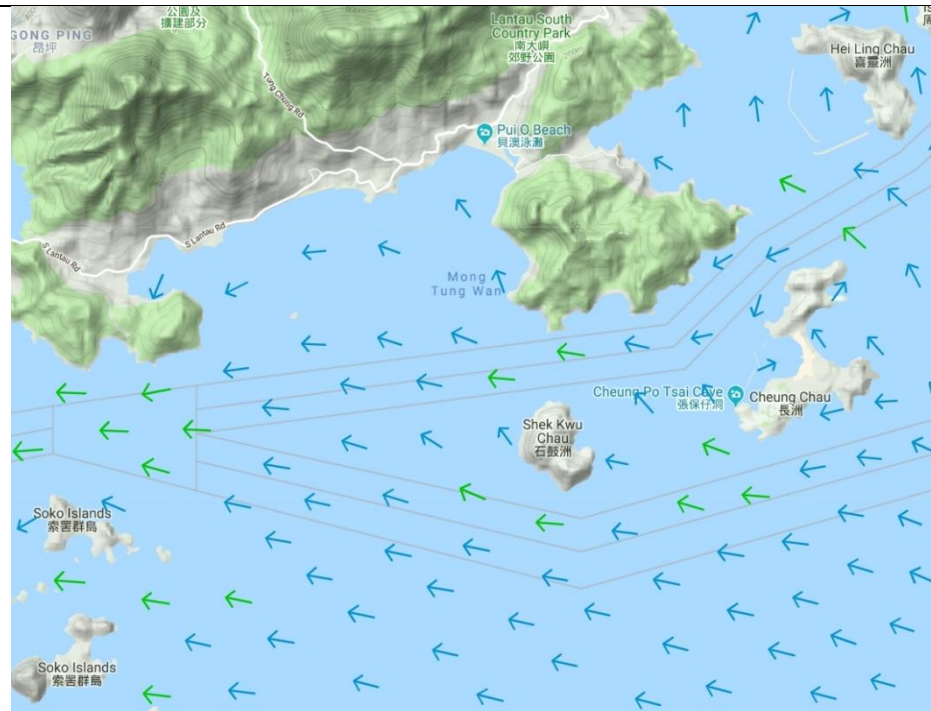 公園及
擴建部分
GONG PING
昂坪
Lantau South
Country Park
南大嶼
郊野公園
Hei Ling Chau
喜靈洲
Tung Chung Rd
Pui O Beach
貝澳泳灘
S Lantau Rd
S Lantau Rd
Mong
Tung Wan
Cheung Po Tsai Cave
張保仔洞
Cheung Chau
長洲
Shek Kwu
Chau
石鼓洲
Soko Islands
索罟群島
Soko Islands
索罟群島